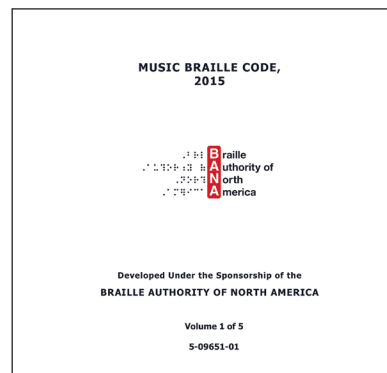 MUSIC BRAILLE CODE,
2015
Braille
Authority of
North
America
Developed Under the Sponsorship of the
BRAILLE AUTHORITY OF NORTH AMERICA
Volume 1 of 5
5-09651-01